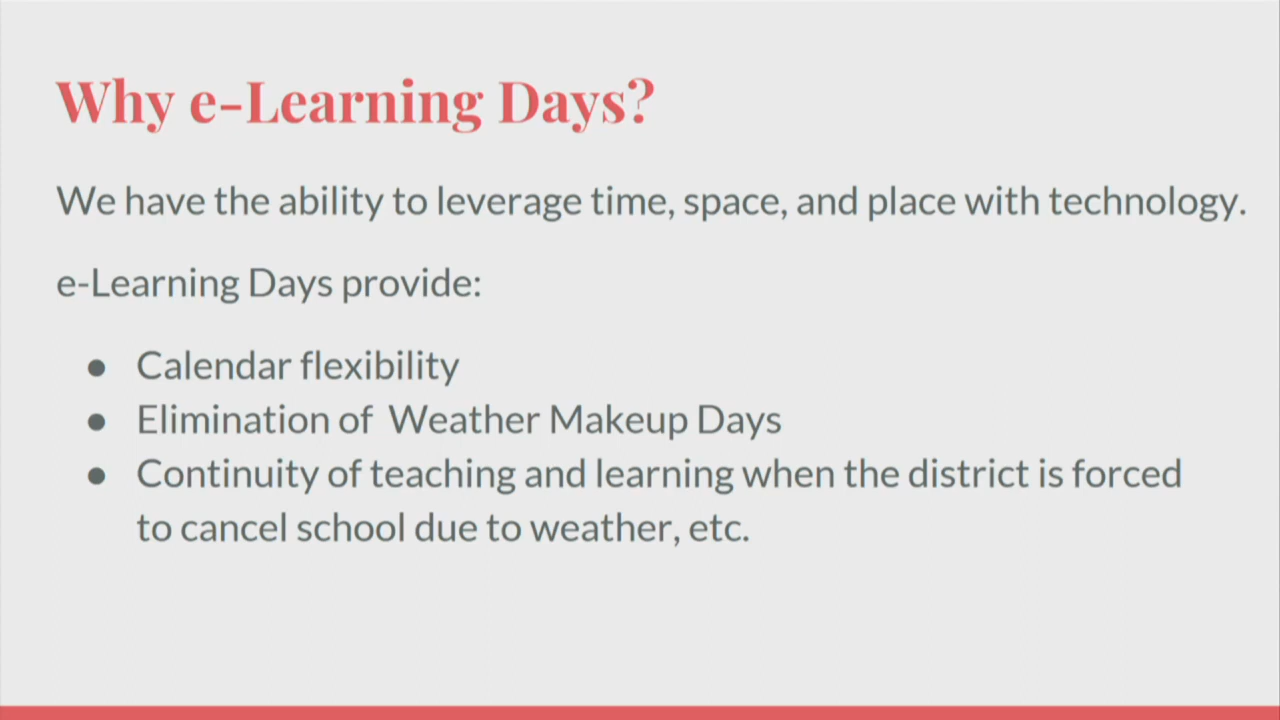 Why e-Learning Days?
We have the ability to leverage time, space, and place with technology.
e-Learning Days provide:
● Calendar flexibility
● Elimination of  Weather Makeup Days
● Continuity of teaching and learning when the district is forced
to cancel school due to weather, etc.